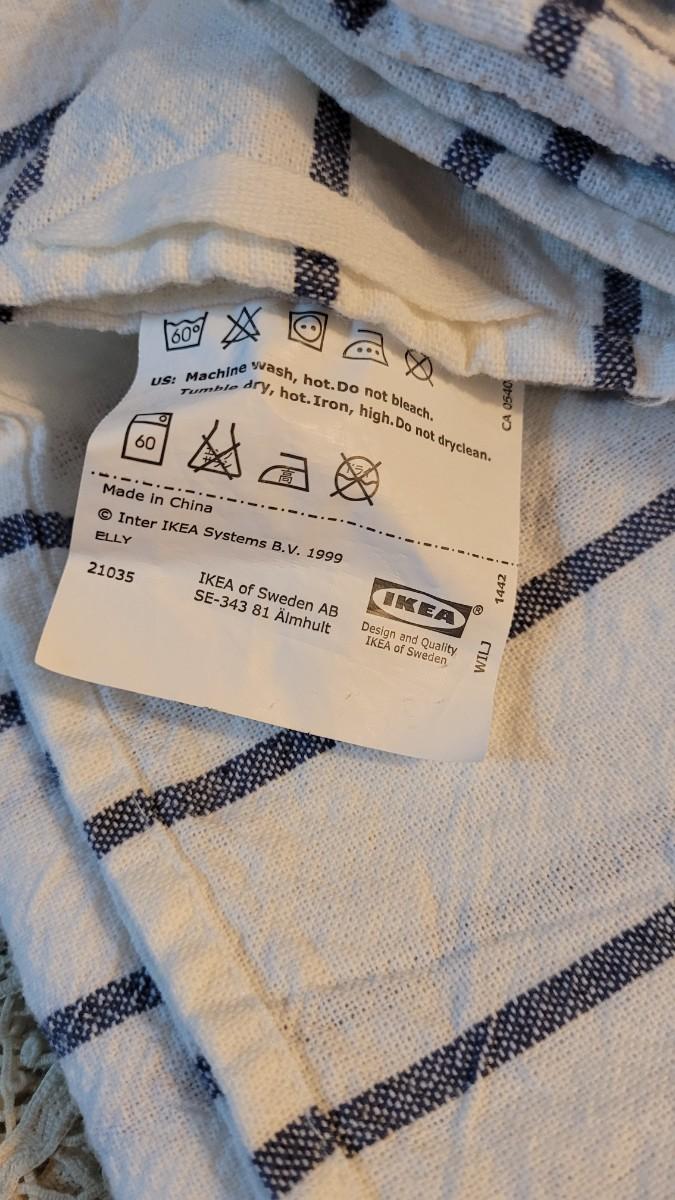 60°
US: Machine wash, hot. Do not bleach.
Tumble dry, hot. Iron, high. Do not dryclean.
60
高
Made in China
© Inter IKEA Systems B.V. 1999
ELLY
21035
IKEA of Sweden AB
SE-343 81 Älmhult
IKEA®
Design and Quality
IKEA of Sweden
WILJ 1442
CA 0540